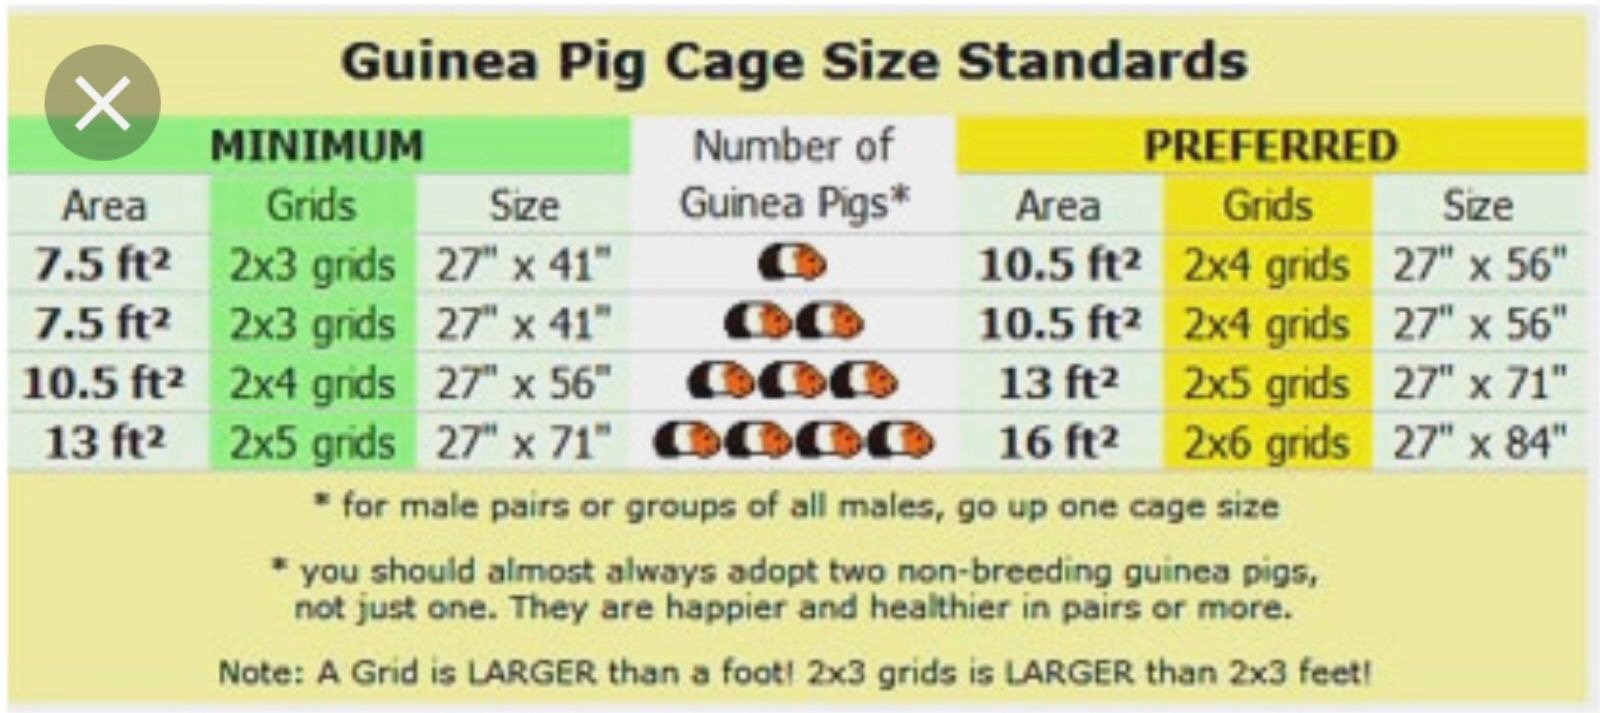 Guinea Pig Cage Size Standards
MINIMUM Number of PREFERRED
Area Grids Size Guinea Pigs* Area Grids Size
7.5 ft² 2x3 grids 27" x 41" 10.5 ft² 2x4 grids 27" x 56"
7.5 ft² 2x3 grids 27" x 41" 10.5 ft² 2x4 grids 27" x 56"
10.5 ft² 2x4 grids 27" x 56" 13 ft² 2x5 grids 27" x 71"
13 ft² 2x5 grids 27" x 71" 16 ft² 2x6 grids 27" x 84"
* for male pairs or groups of all males, go up one cage size
* you should almost always adopt two non-breeding guinea pigs,
not just one. They are happier and healthier in pairs or more.
Note: A Grid is LARGER than a foot! 2x3 grids is LARGER than 2x3 feet!